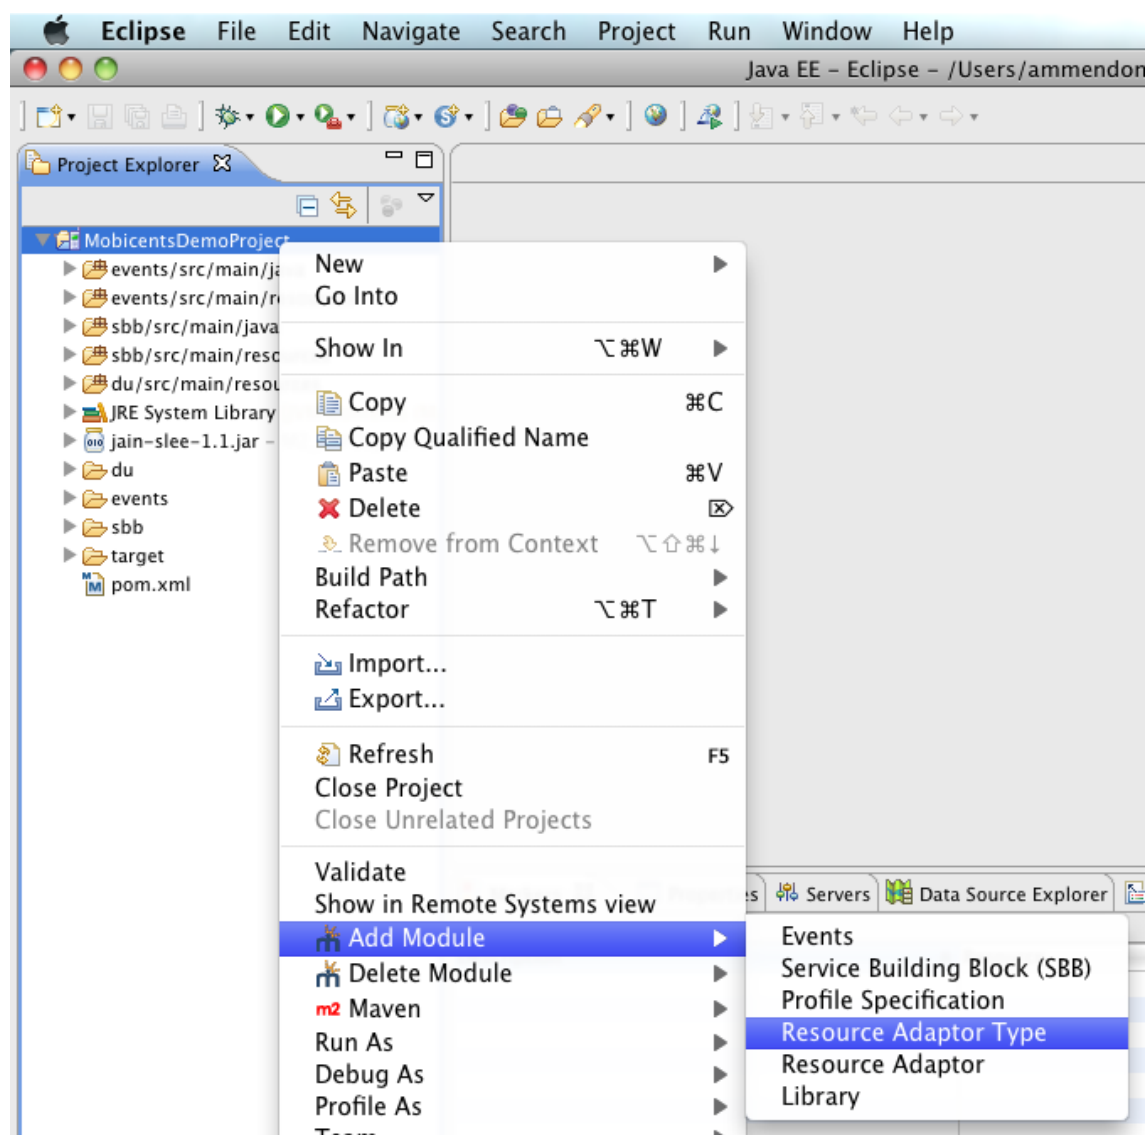 Eclipse File Edit Navigate Search Project Run Window Help
Java EE – Eclipse – /Users/ammendon
Project Explorer
MobicentsDemoProject
events/src/main/ja
events/src/main/r
sbb/src/main/java
sbb/src/main/reso
du/src/main/resou
JRE System Library
jain-slee-1.1.jar –
du
events
sbb
target
pom.xml
New
Go Into
Show In ⌥⌘W
Copy ⌘C
Copy Qualified Name
Paste ⌘V
Delete ⌦
Remove from Context ⌥⇧⌘↓
Build Path
Refactor ⌥⌘T
Import...
Export...
Refresh F5
Close Project
Close Unrelated Projects
Validate
Show in Remote Systems view
Add Module
Delete Module
m2 Maven
Run As
Debug As
Profile As
Team
Servers Data Source Explorer
Events
Service Building Block (SBB)
Profile Specification
Resource Adaptor Type
Resource Adaptor
Library